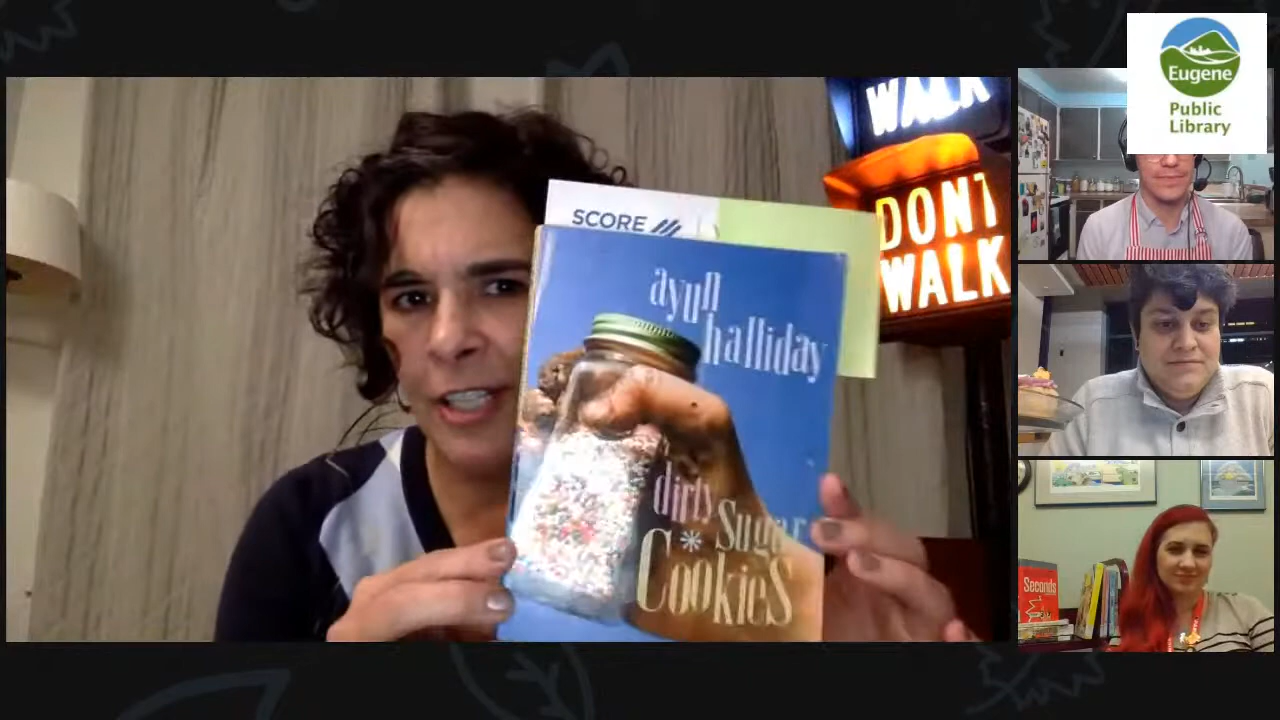 SCORE
ayun
halliday
dirty
Sugar
Cookies
WALK
DONT
WALK
Eugene
Public
Library
Seconds